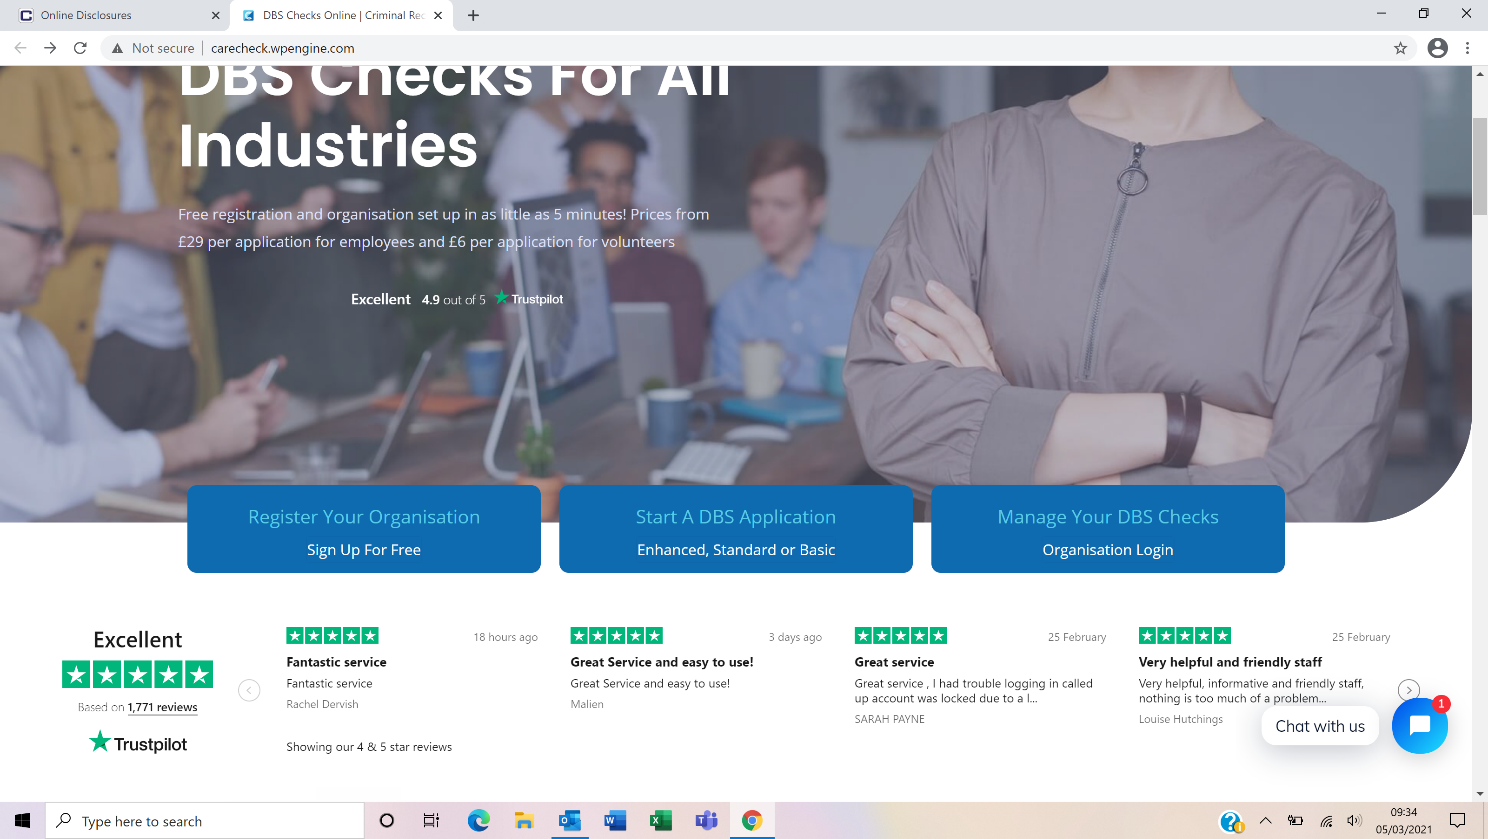 Online Disclosures
DBS Checks Online | Criminal Rec
Not secure
carecheck.wpengine.com
DBS Checks For All
Industries
Free registration and organisation set up in as little as 5 minutes! Prices from
£29 per application for employees and £6 per application for volunteers
Excellent 4.9 out of 5 Trustpilot
Register Your Organisation
Sign Up For Free
Start A DBS Application
Enhanced, Standard or Basic
Manage Your DBS Checks
Organisation Login
Excellent
Based on 1,771 reviews
Trustpilot
18 hours ago
Fantastic service
Fantastic service
Rachel Dervish
3 days ago
Great Service and easy to use!
Great Service and easy to use!
Malien
25 February
Great service
Great service , I had trouble logging in called
up account was locked due to a l...
SARAH PAYNE
25 February
Very helpful and friendly staff
Very helpful, informative and friendly staff,
nothing is too much of a problem...
Louise Hutchings
Showing our 4 & 5 star reviews
Chat with us
1
Type here to search
09:34
05/03/2021